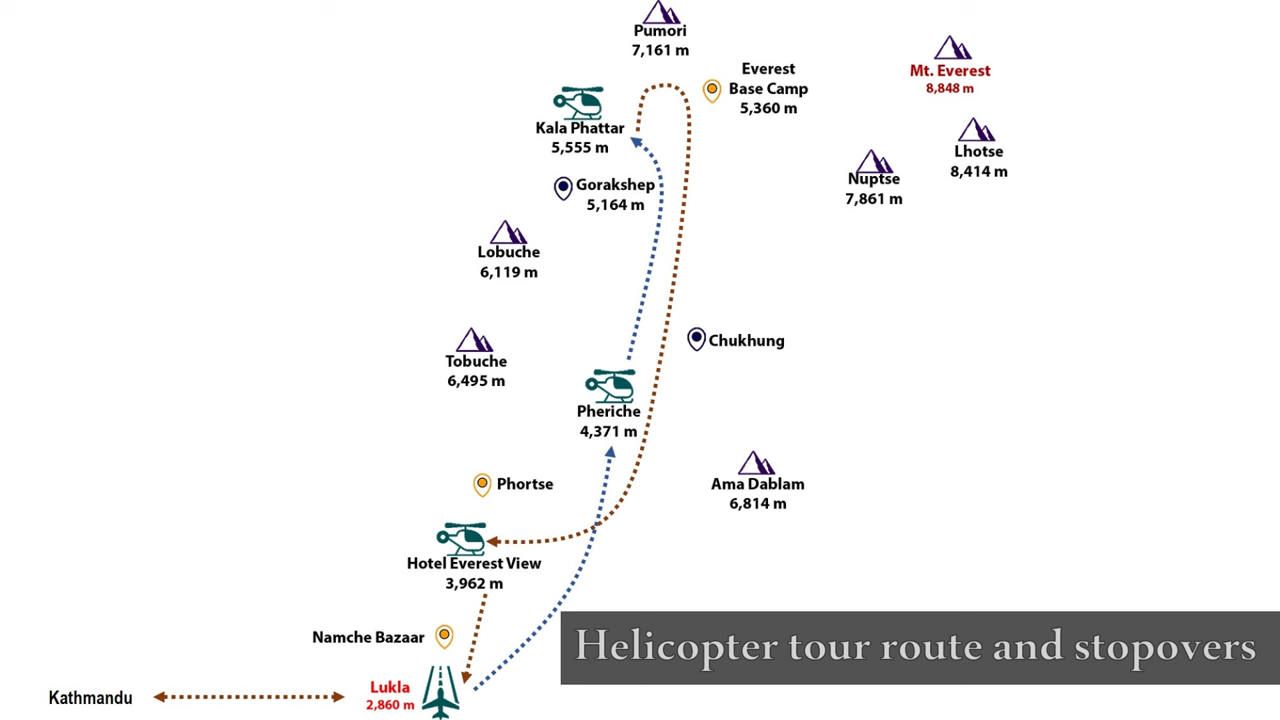 Pumori
7,161 m
Mt. Everest
8,848 m
Everest
Base Camp
5,360 m
Kala Phattar
5,555 m
Lhotse
8,414 m
Nuptse
7,861 m
Gorakshep
5,164 m
Lobuche
6,119 m
Chukhung
Tobuche
6,495 m
Pheriche
4,371 m
Ama Dablam
6,814 m
Phortse
Hotel Everest View
3,962 m
Namche Bazaar
Helicopter tour route and stopovers
Lukla
2,860 m
Kathmandu